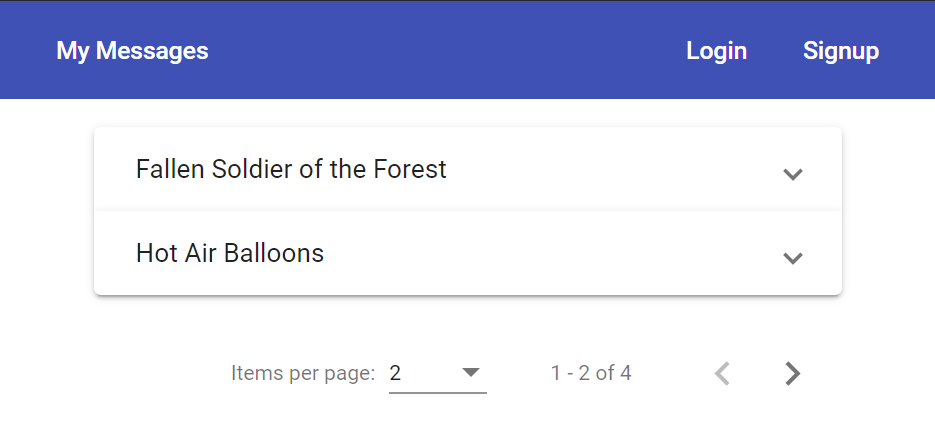 My Messages Login Signup
Fallen Soldier of the Forest
Hot Air Balloons
Items per page: 2 1 - 2 of 4